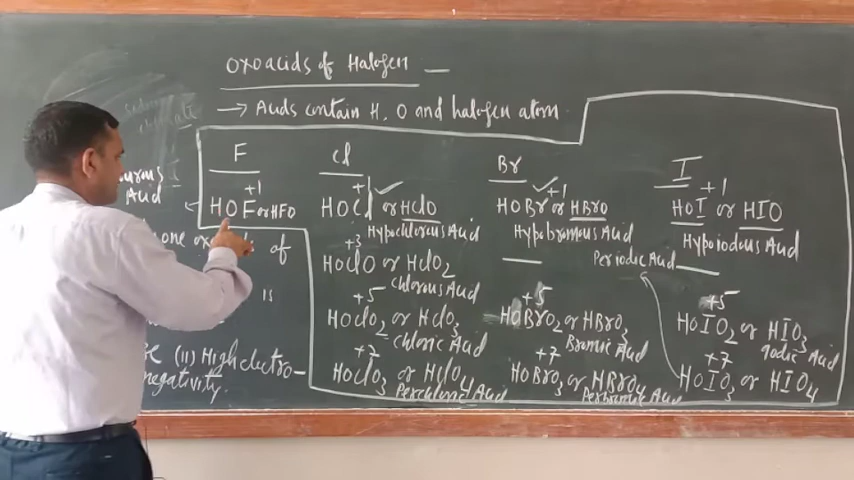 Oxoacids of Halogen —
→ Acids contain H, O and halogen atom
F
Cl
Br
I
+1
+1
+1
+1
HOF or HFO
HOCl or HClO
HOBr or HBrO
HOI or HIO
Acid
Hypochlorous Acid
Hypobromous Acid
Hypoiodous Acid
one
of
+3
HOClO or HClO2
Chlorous Acid
—
Periodic Acid —
is
+5
+5
+5
HOClO2 or HClO3
Chloric Acid
HOBrO2 or HBrO3
Bromic Acid
HOIO2 or HIO3
Iodic Acid
(ii) High electro-
negativity.
+7
+7
+7
HOClO3 or HClO4
Perchloric Acid
HOBrO3 or HBrO4
Perbromic Acid
HOIO3 or HIO4